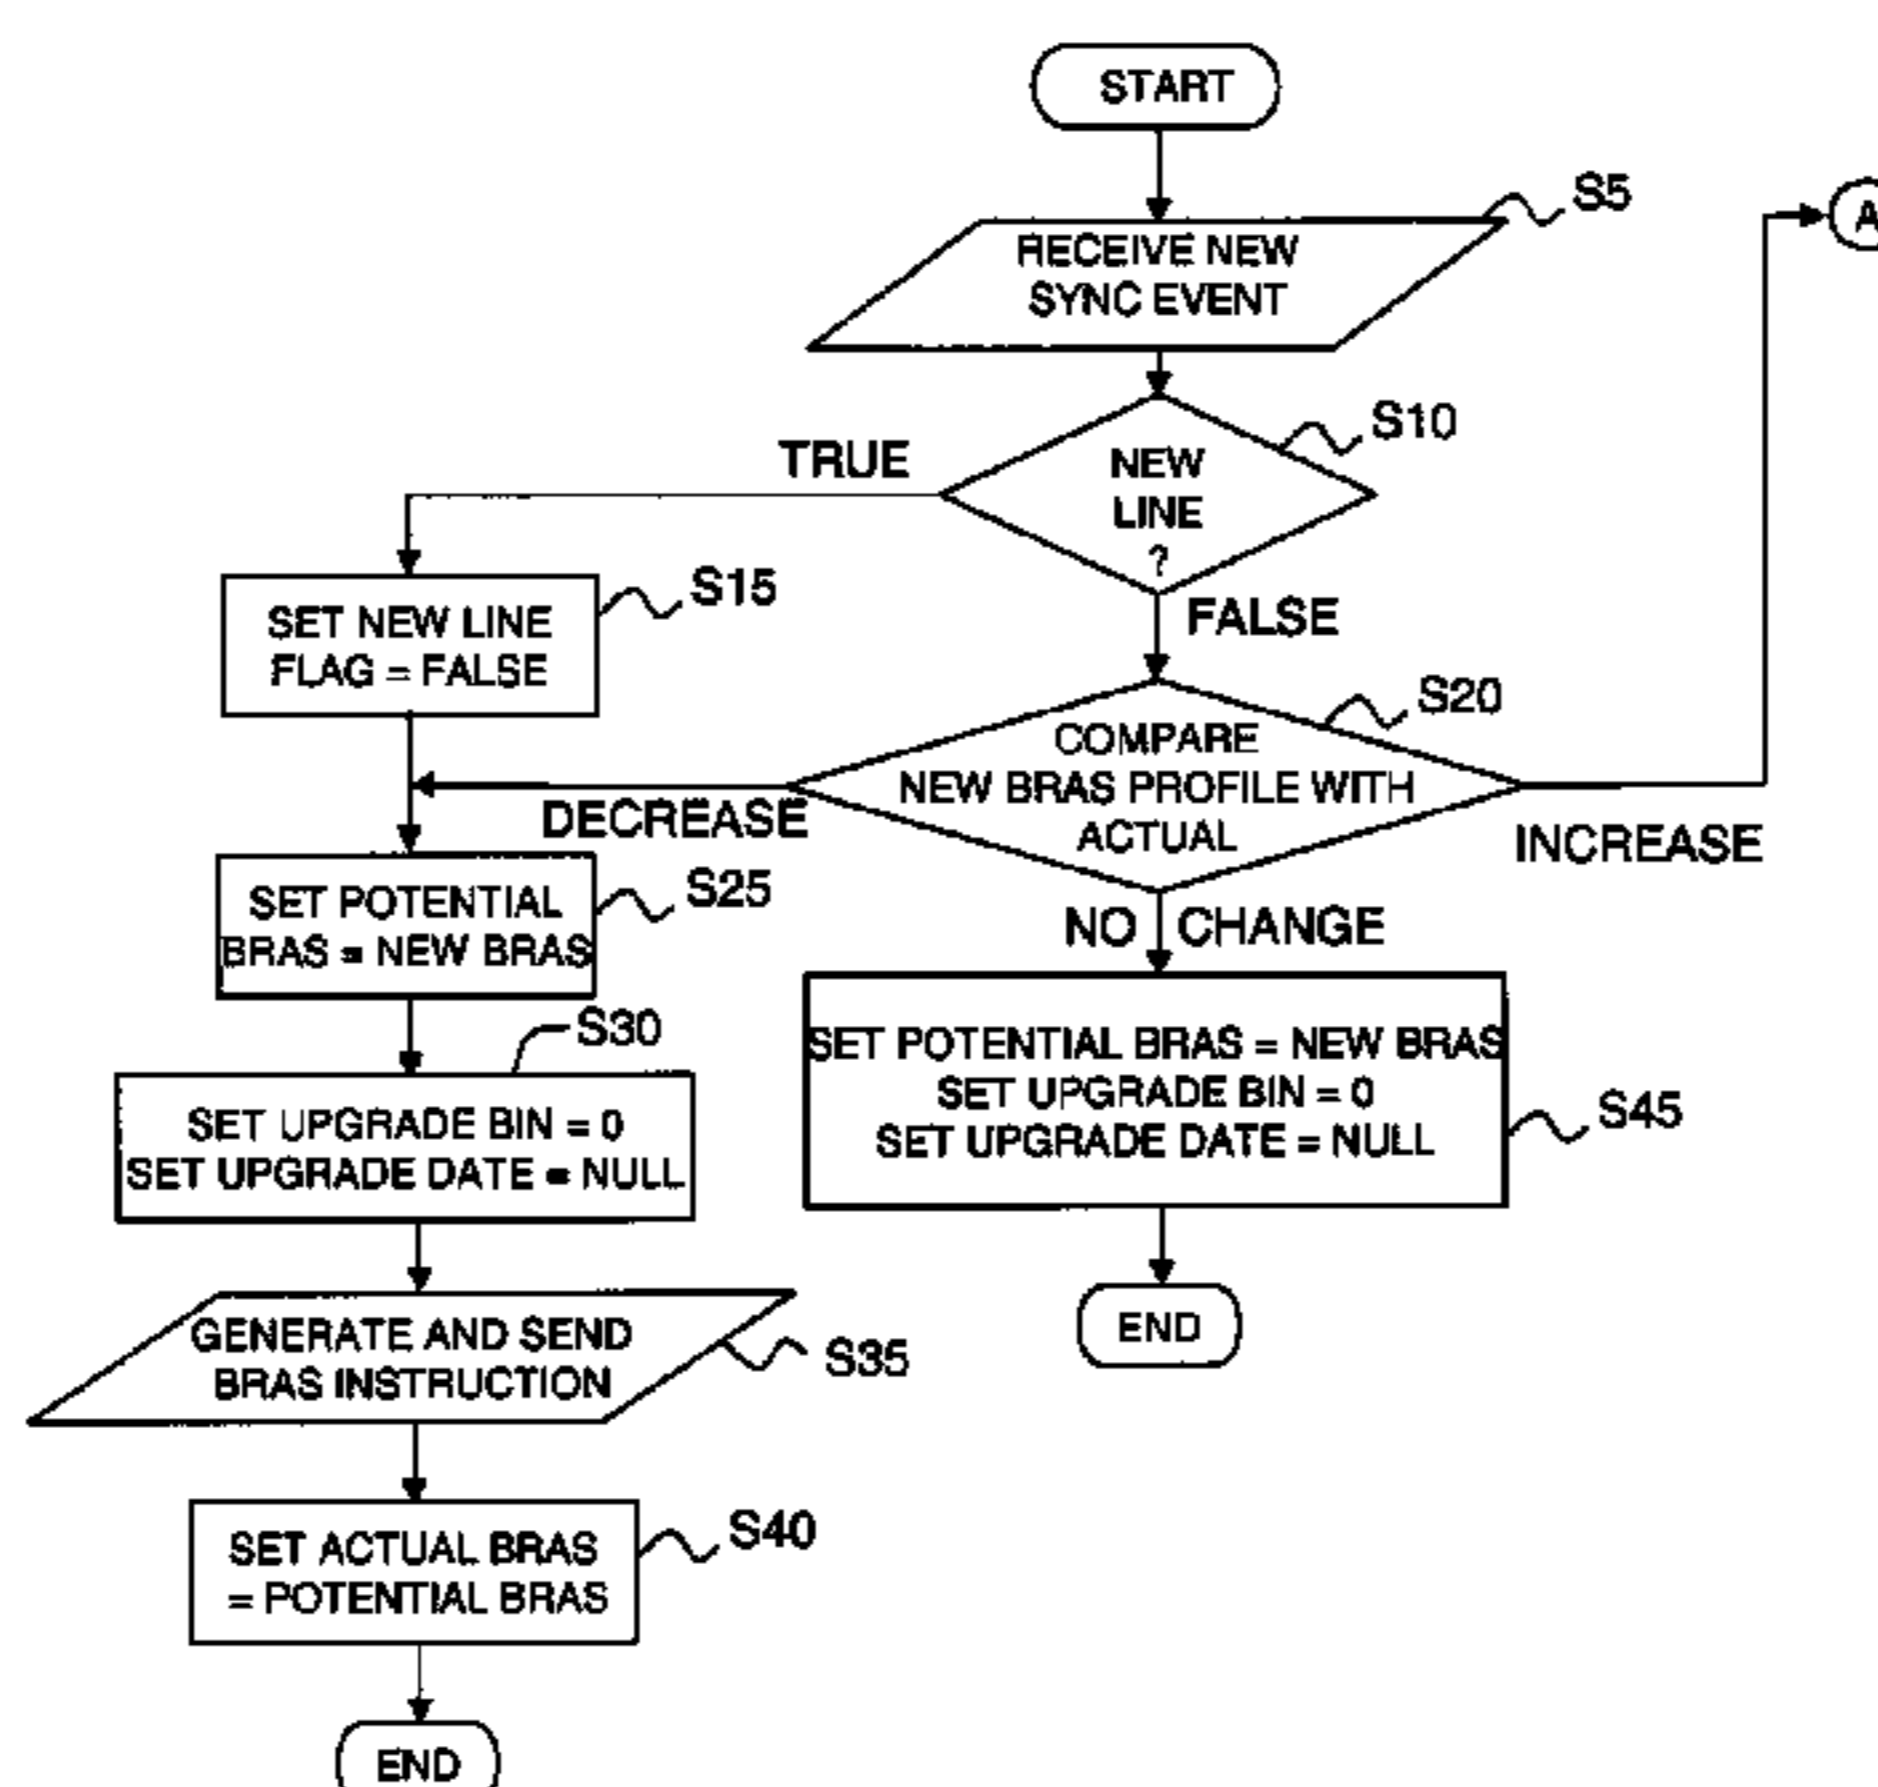 START
S5
A
RECEIVE NEW
SYNC EVENT
S10
TRUE
NEW
LINE
?
S15
FALSE
SET NEW LINE
FLAG = FALSE
S20
COMPARE
NEW BRAS PROFILE WITH
ACTUAL
DECREASE
INCREASE
S25
SET POTENTIAL
BRAS = NEW BRAS
NO CHANGE
S30
SET POTENTIAL BRAS = NEW BRAS
SET UPGRADE BIN = 0
SET UPGRADE DATE = NULL
S45
SET UPGRADE BIN = 0
SET UPGRADE DATE = NULL
END
GENERATE AND SEND
BRAS INSTRUCTION
S35
S40
SET ACTUAL BRAS
= POTENTIAL BRAS
END